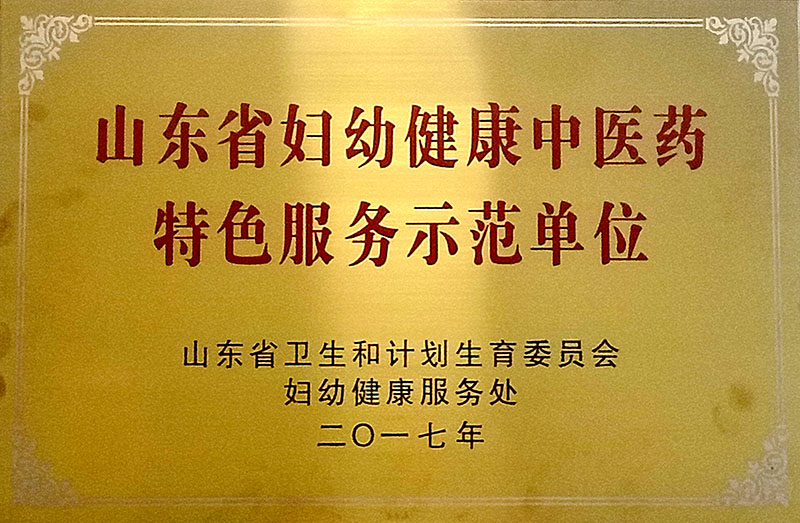 山东省妇幼健康中医药
特色服务示范单位
山东省卫生和计划生育委员会
妇幼健康服务处
二〇一七年